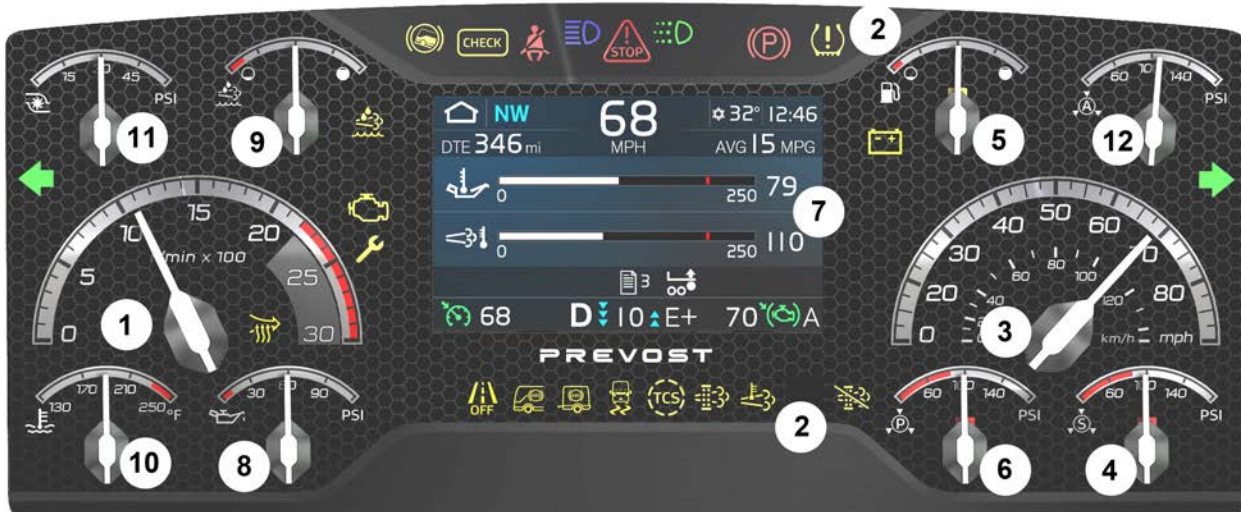 CHECK
STOP
P
!
2
15 0 45
PSI
11
9
NW
68
MPH
32° 12:46
DTE 346 mi
AVG 15 MPG
5
60 10 140
A
PSI
12
0 250 79
7
0 250 110
3
68 D 10 E+ 70 A
0 5 10 15 20 25 30
/min x 100
1
0 20 30 40 50 60 70 80
40 60 80 100 120
km/h mph
3
PREVOST
130 170 210 250 °F
10
30 90
PSI
8
OFF
TCS
2
60 100 140
PSI
P
6
60 100 140
PSI
S
4